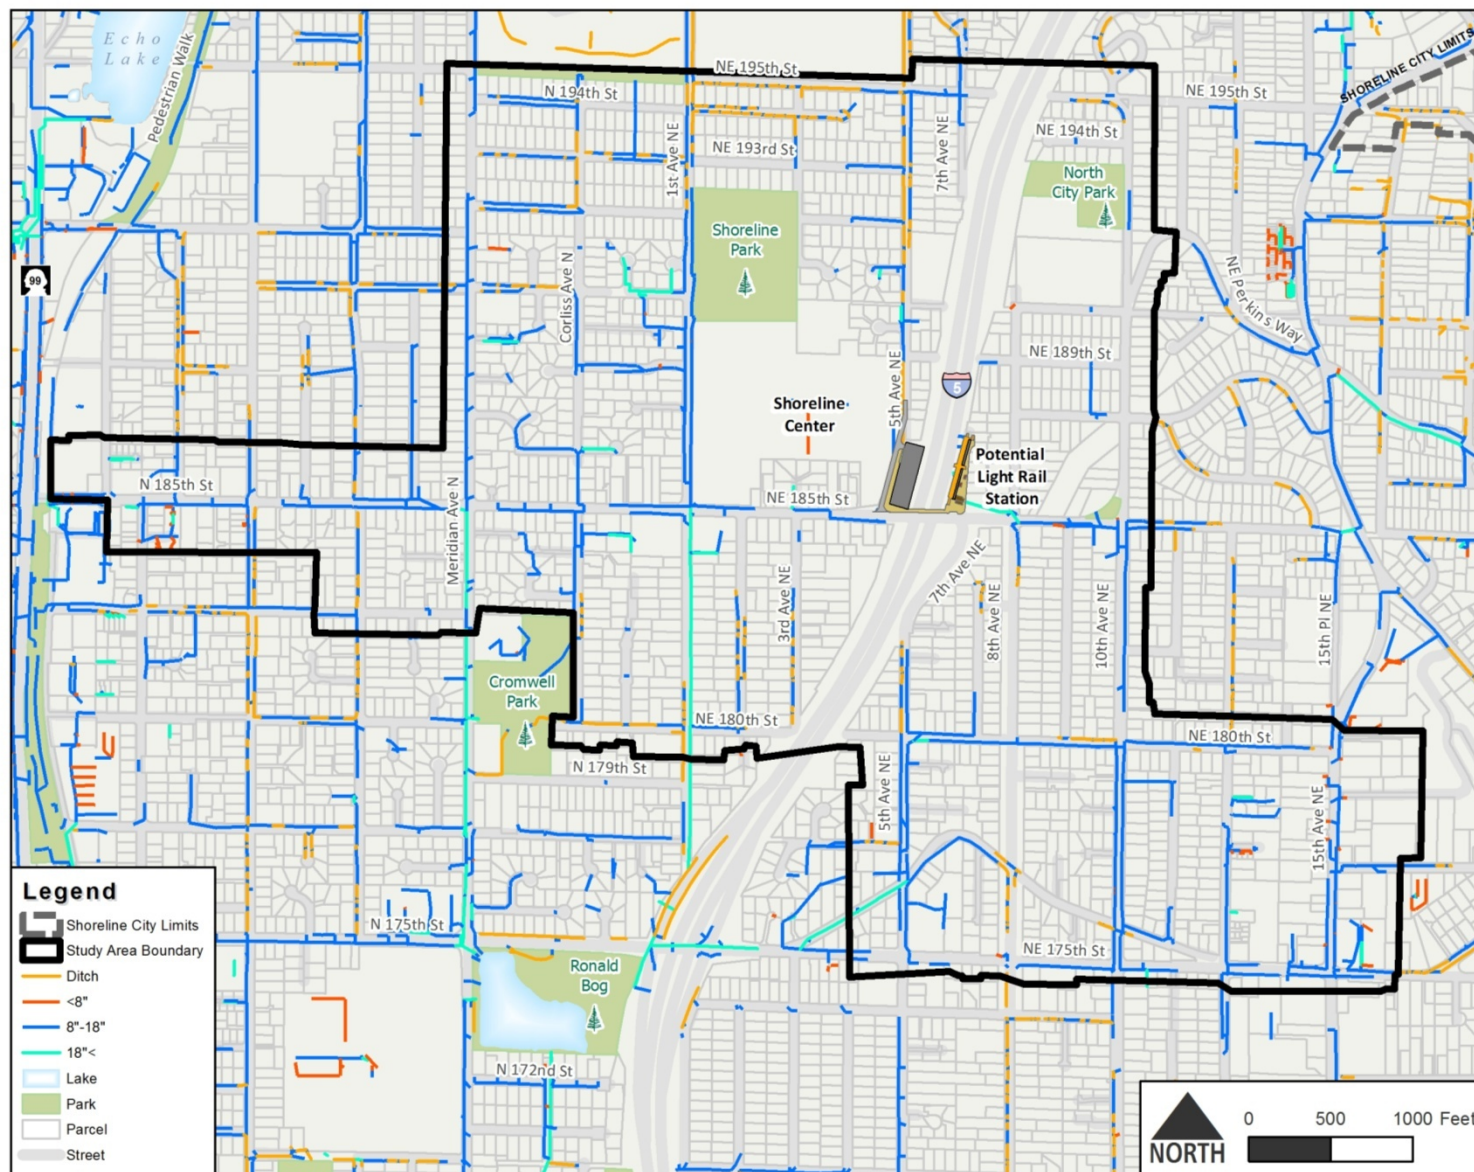 Echo
Lake
Pedestrian Walk
NE 195th St
N 194th St
SHORELINE CITY LIMITS
NE 195th St
1st Ave NE
NE 193rd St
7th Ave NE
NE 194th St
North
City Park
Shoreline
Park
99
Corliss Ave N
NE Perkins Way
NE 189th St
5th Ave NE
5
Shoreline
Center
Potential
Light Rail
Station
N 185th St
Meridian Ave N
NE 185th St
7th Ave NE
3rd Ave NE
8th Ave NE
10th Ave NE
15th Pl NE
Cromwell
Park
NE 180th St
NE 180th St
N 179th St
5th Ave NE
15th Ave NE
N 175th St
NE 175th St
Ronald
Bog
N 172nd St
Legend
Shoreline City Limits
Study Area Boundary
Ditch
<8"
8"-18"
18"<
Lake
Park
Parcel
Street
NORTH
0 500 1000 Feet